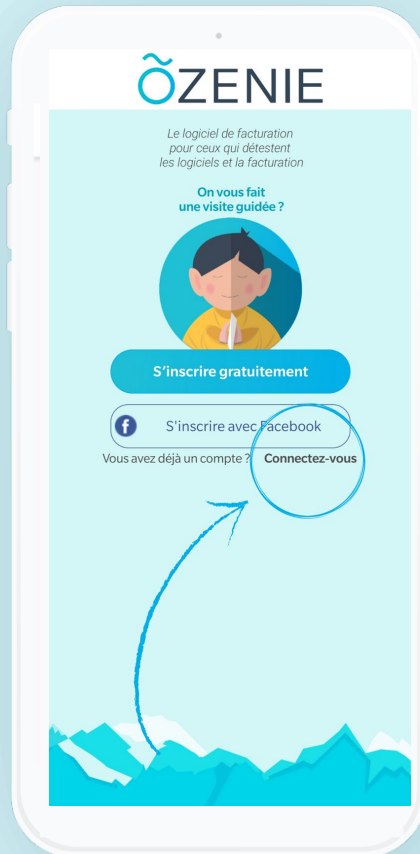 õZENIE
Le logiciel de facturation
pour ceux qui détestent
les logiciels et la facturation
On vous fait
une visite guidée ?
S'inscrire gratuitement
f
S'inscrire avec Facebook
Vous avez déjà un compte ? Connectez-vous